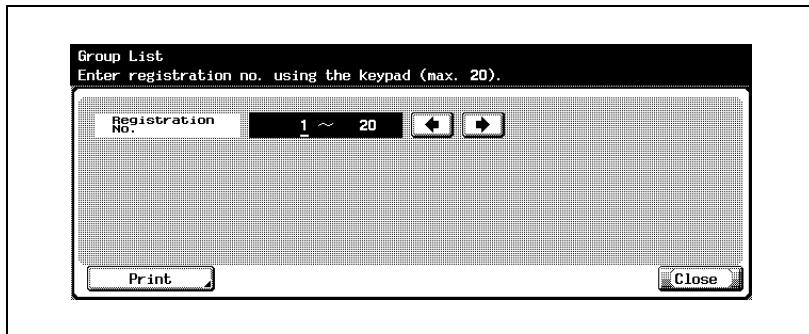 Group List
Enter registration no. using the keypad (max. 20).
Registration
No.
1 ~ 20
Print
Close